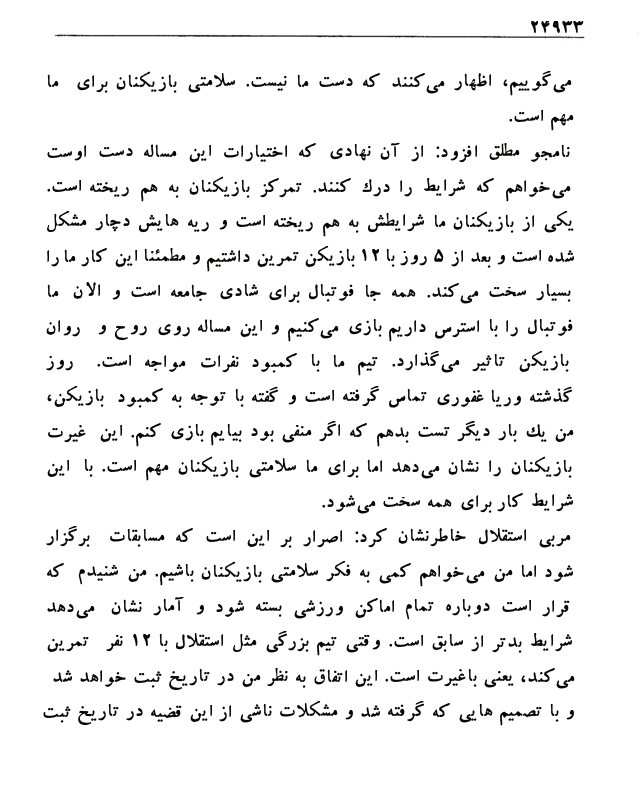 ۲۴۹۳۳
می‌گوییم، اظهار می‌کنند که دست ما نیست. سلامتی بازیکنان برای ما
مهم است.
نامجو مطلق افزود: از آن نهادی که اختیارات این مساله دست اوست
می‌خواهم که شرایط را درك کنند. تمرکز بازیکنان به هم ریخته است.
یکی از بازیکنان ما شرایطش به هم ریخته است و ریه هایش دچار مشکل
شده است و بعد از ۵ روز با ۱۲ بازیکن تمرین داشتیم و مطمئنا این کار ما را
بسیار سخت می‌کند. همه جا فوتبال برای شادی جامعه است و الان ما
فوتبال را با استرس داریم بازی می‌کنیم و این مساله روی روح و روان
بازیکن تاثیر می‌گذارد. تیم ما با کمبود نفرات مواجه است. روز
گذشته وریا غفوری تماس گرفته است و گفته با توجه به کمبود بازیکن،
من یك بار دیگر تست بدهم که اگر منفی بود بیایم بازی کنم. این غیرت
بازیکنان را نشان می‌دهد اما برای ما سلامتی بازیکنان مهم است. با این
شرایط کار برای همه سخت می‌شود.
مربی استقلال خاطرنشان کرد: اصرار بر این است که مسابقات برگزار
شود اما من می‌خواهم کمی به فکر سلامتی بازیکنان باشیم. من شنیدم که
قرار است دوباره تمام اماکن ورزشی بسته شود و آمار نشان می‌دهد
شرایط بدتر از سابق است. وقتی تیم بزرگی مثل استقلال با ۱۲ نفر تمرین
می‌کند، یعنی باغیرت است. این اتفاق به نظر من در تاریخ ثبت خواهد شد
و با تصمیم هایی که گرفته شد و مشکلات ناشی از این قضیه در تاریخ ثبت